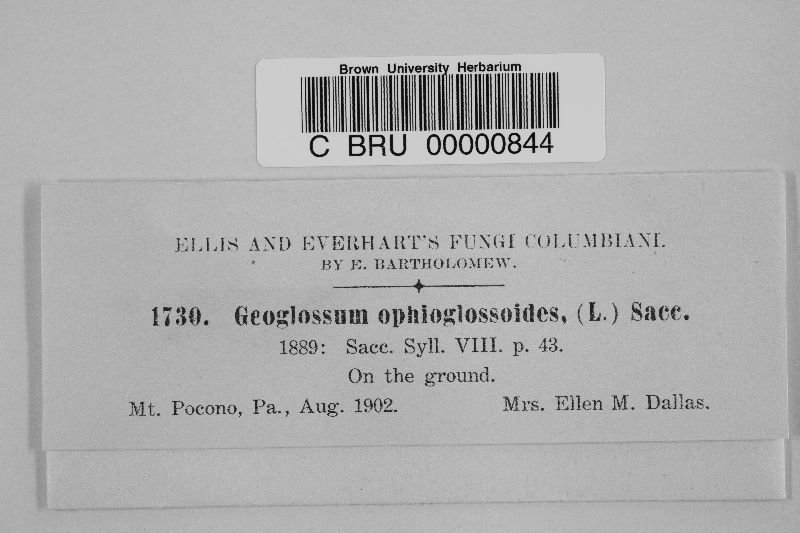 Brown University Herbarium
C BRU 00000844
ELLIS AND EVERHART'S FUNGI COLUMBIANI.
BY E. BARTHOLOMEW.
1730. Geoglossum ophioglossoides, (L.) Sacc.
1889: Sacc. Syll. VIII. p. 43.
On the ground.
Mt. Pocono, Pa., Aug. 1902. Mrs. Ellen M. Dallas.